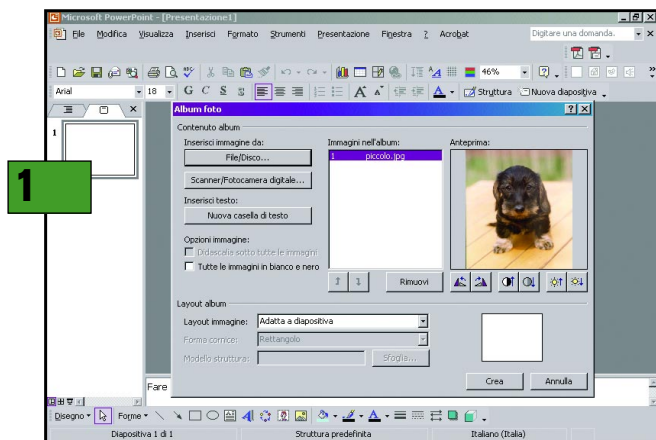 Microsoft PowerPoint - [Presentazione1]
File Modifica Visualizza Inserisci Formato Strumenti Presentazione Finestra ? Acrobat Digitare una domanda.
46%
Arial 18 G C S S A A A Struttura Nuova diapositiva
1
1
Album foto
Contenuto album
Inserisci immagine da:
File/Disco...
Scanner/Fotocamera digitale...
Inserisci testo:
Nuova casella di testo
Opzioni immagine:
Didascalia sotto tutte le immagini
Tutte le immagini in bianco e nero
Immagini nell'album:
1 piccolo.jpg
Rimuovi
Anteprima:
Layout album
Layout immagine: Adatta a diapositiva
Forma cornice: Rettangolo
Modello struttura: Sfoglia...
Crea Annulla
Fare
Disegno Forme
Diapositiva 1 di 1 Struttura predefinita Italiano (Italia)